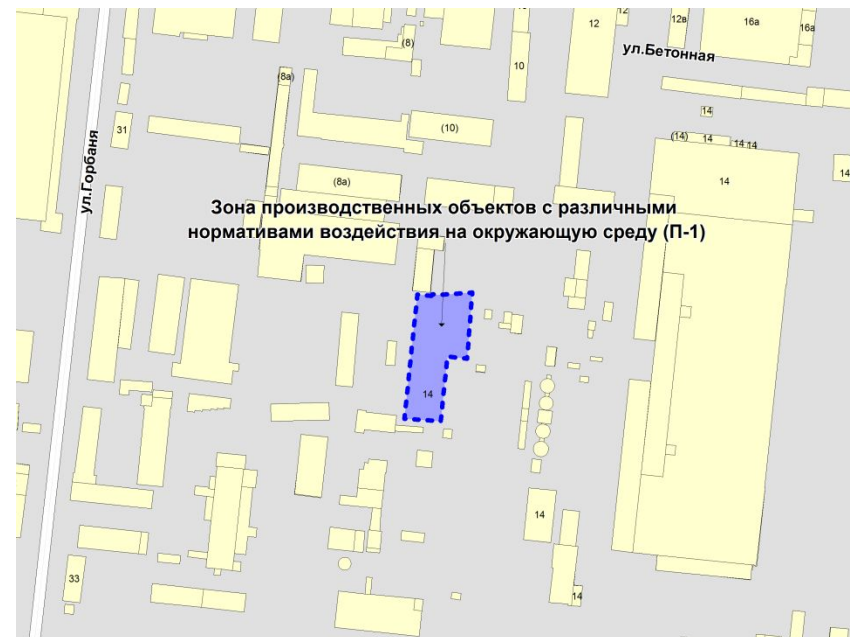 12
12
12в
16а
16а
(8)
ул.Бетонная
10
(8а)
14
31
(10)
(14)
14
14
14
14
14
ул.Горбаня
(8а)
Зона производственных объектов с различными
нормативами воздействия на окружающую среду (П-1)
14
14
14
33